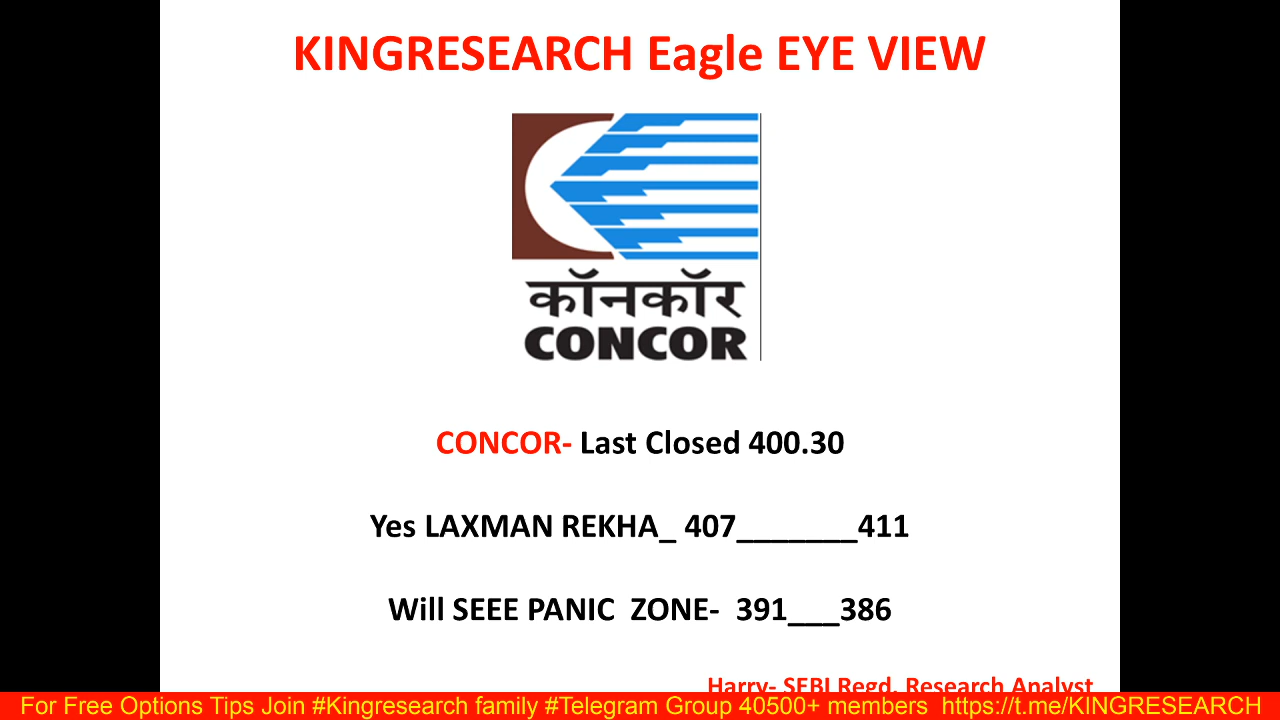 KINGRESEARCH Eagle EYE VIEW
कॉनकॉर
CONCOR
CONCOR- Last Closed 400.30
Yes LAXMAN REKHA_ 407_______411
Will SEEE PANIC ZONE- 391___386
Harry- SEBI Regd. Research Analyst
For Free Options Tips Join #Kingresearch family #Telegram Group 40500+ members https://t.me/KINGRESEARCH